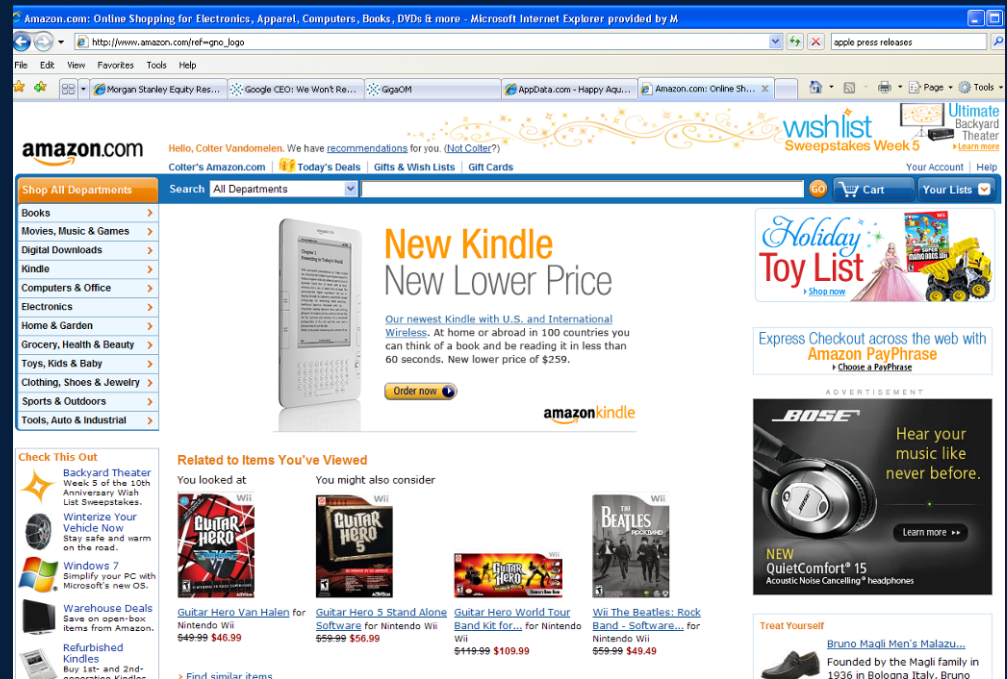 Amazon.com: Online Shopping for Electronics, Apparel, Computers, Books, DVDs & more - Microsoft Internet Explorer provided by M
http://www.amazon.com/ref=gno_logo
apple press releases
File Edit View Favorites Tools Help
Morgan Stanley Equity Res...
Google CEO: We Won't Re...
GigaOM
AppData.com - Happy Aqu...
Amazon.com: Online Sh...
Page
Tools
amazon.com
Hello, Colter Vandomelen. We have recommendations for you. (Not Colter?)
wishlist
Sweepstakes Week 5
Ultimate
Backyard
Theater
Learn more
Colter's Amazon.com
Today's Deals
Gifts & Wish Lists
Gift Cards
Your Account
Help
Shop All Departments
Search
All Departments
GO
Cart
Your Lists
Books
Movies, Music & Games
Digital Downloads
Kindle
Computers & Office
Electronics
Home & Garden
Grocery, Health & Beauty
Toys, Kids & Baby
Clothing, Shoes & Jewelry
Sports & Outdoors
Tools, Auto & Industrial
New Kindle
New Lower Price
Our newest Kindle with U.S. and International
Wireless. At home or abroad in 100 countries you
can think of a book and be reading it in less than
60 seconds. New lower price of $259.
Order now
amazonkindle
Holiday
Toy List
Shop now
Express Checkout across the web with
Amazon PayPhrase
Choose a PayPhrase
ADVERTISEMENT
BOSE
Hear your
music like
never before.
Learn more
NEW
QuietComfort® 15
Acoustic Noise Cancelling® headphones
Check This Out
Backyard Theater
Week 5 of the 10th
Anniversary Wish
List Sweepstakes.
Winterize Your
Vehicle Now
Stay safe and warm
on the road.
Windows 7
Simplify your PC with
Microsoft's new OS.
Warehouse Deals
Save on open-box
items from Amazon.
Refurbished
Kindles
Buy 1st- and 2nd-
generation Kindles
Related to Items You've Viewed
You looked at
You might also consider
Wii
GUITAR
HERO
Wii
GUITAR
HERO
5
Wii
GUITAR
HERO
Wii
THE
BEATLES
ROCKBAND
Guitar Hero Van Halen for
Nintendo Wii
$49.99 $46.99
Guitar Hero 5 Stand Alone
Software for Nintendo Wii
$59.99 $56.99
Guitar Hero World Tour
Band Kit for... for Nintendo
Wii
$119.99 $109.99
Wii The Beatles: Rock
Band - Software... for
Nintendo Wii
$59.99 $49.49
Find similar items
Treat Yourself
Bruno Magli Men's Malazu...
Founded by the Magli family in
1936 in Bologna Italy, Bruno